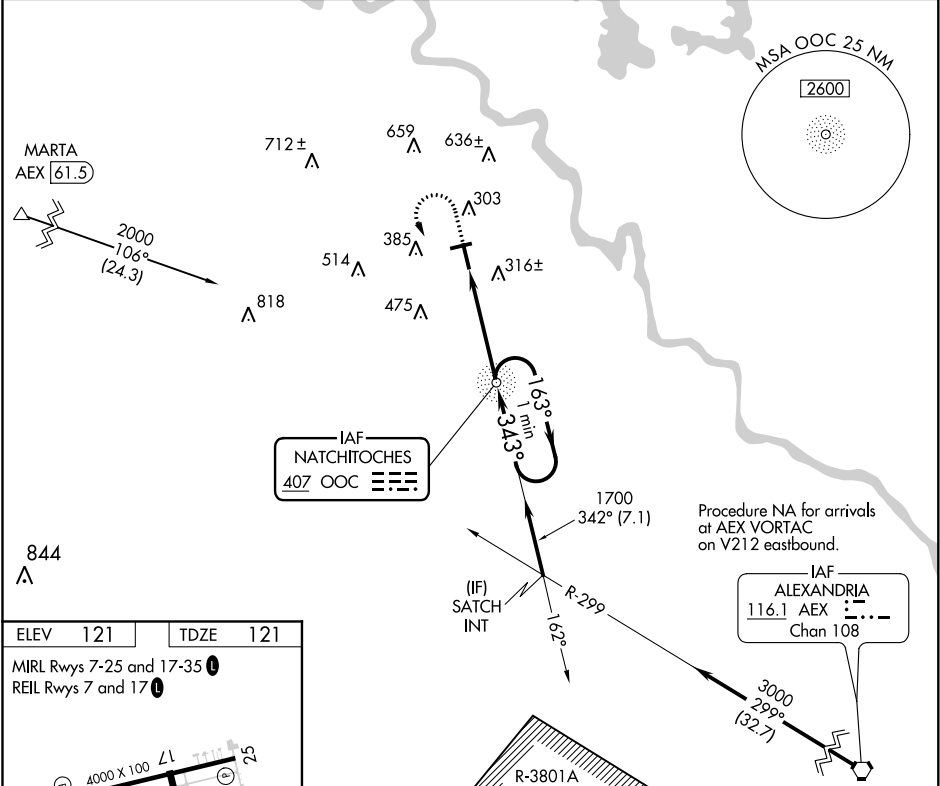 MSA OOC 25 NM
2600
MARTA
AEX 61.5
2000
106°
(24.3)
712 ±
659
636±
303
385
514
316±
818
475
163°
1 min
343°
IAF
NATCHITOCHES
407 OOC
1700
342° (7.1)
Procedure NA for arrivals
at AEX VORTAC
on V212 eastbound.
844
(IF)
SATCH
INT
R-299
162°
IAF
ALEXANDRIA
116.1 AEX
Chan 108
3000
299°
(32.7)
R-3801A
ELEV 121
TDZE 121
MIRL Rwys 7-25 and 17-35 L
REIL Rwys 7 and 17 L
4000 X 100
17
25
P